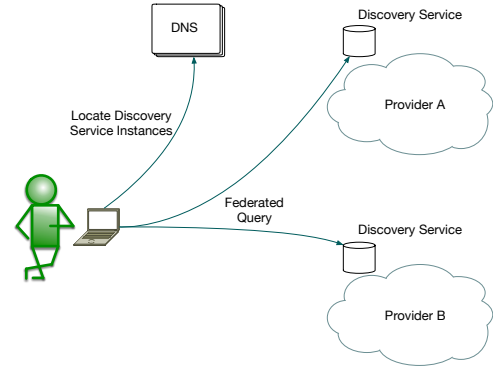 DNS
Discovery Service
Provider A
Locate Discovery
Service Instances
Federated
Query
Discovery Service
Provider B